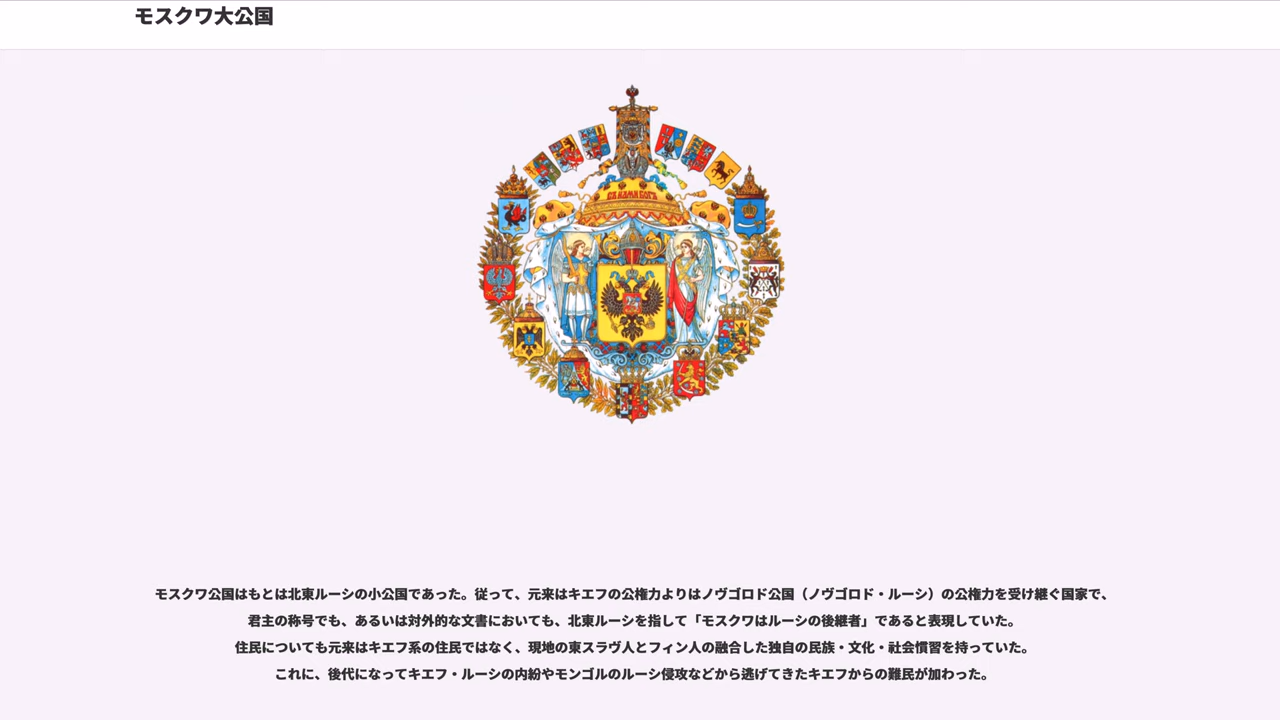 モスクワ大公国
СЪ НАМИ БОГЪ
モスクワ公国はもとは北東ルーシの小公国であった。従って、元来はキエフの公権力よりはノヴゴロド公国（ノヴゴロド・ルーシ）の公権力を受け継ぐ国家で、
君主の称号でも、あるいは対外的な文書においても、北東ルーシを指して「モスクワはルーシの後継者」であると表現していた。
住民についても元来はキエフ系の住民ではなく、現地の東スラヴ人とフィン人の融合した独自の民族・文化・社会慣習を持っていた。
これに、後代になってキエフ・ルーシの内紛やモンゴルのルーシ侵攻などから逃げてきたキエフからの難民が加わった。